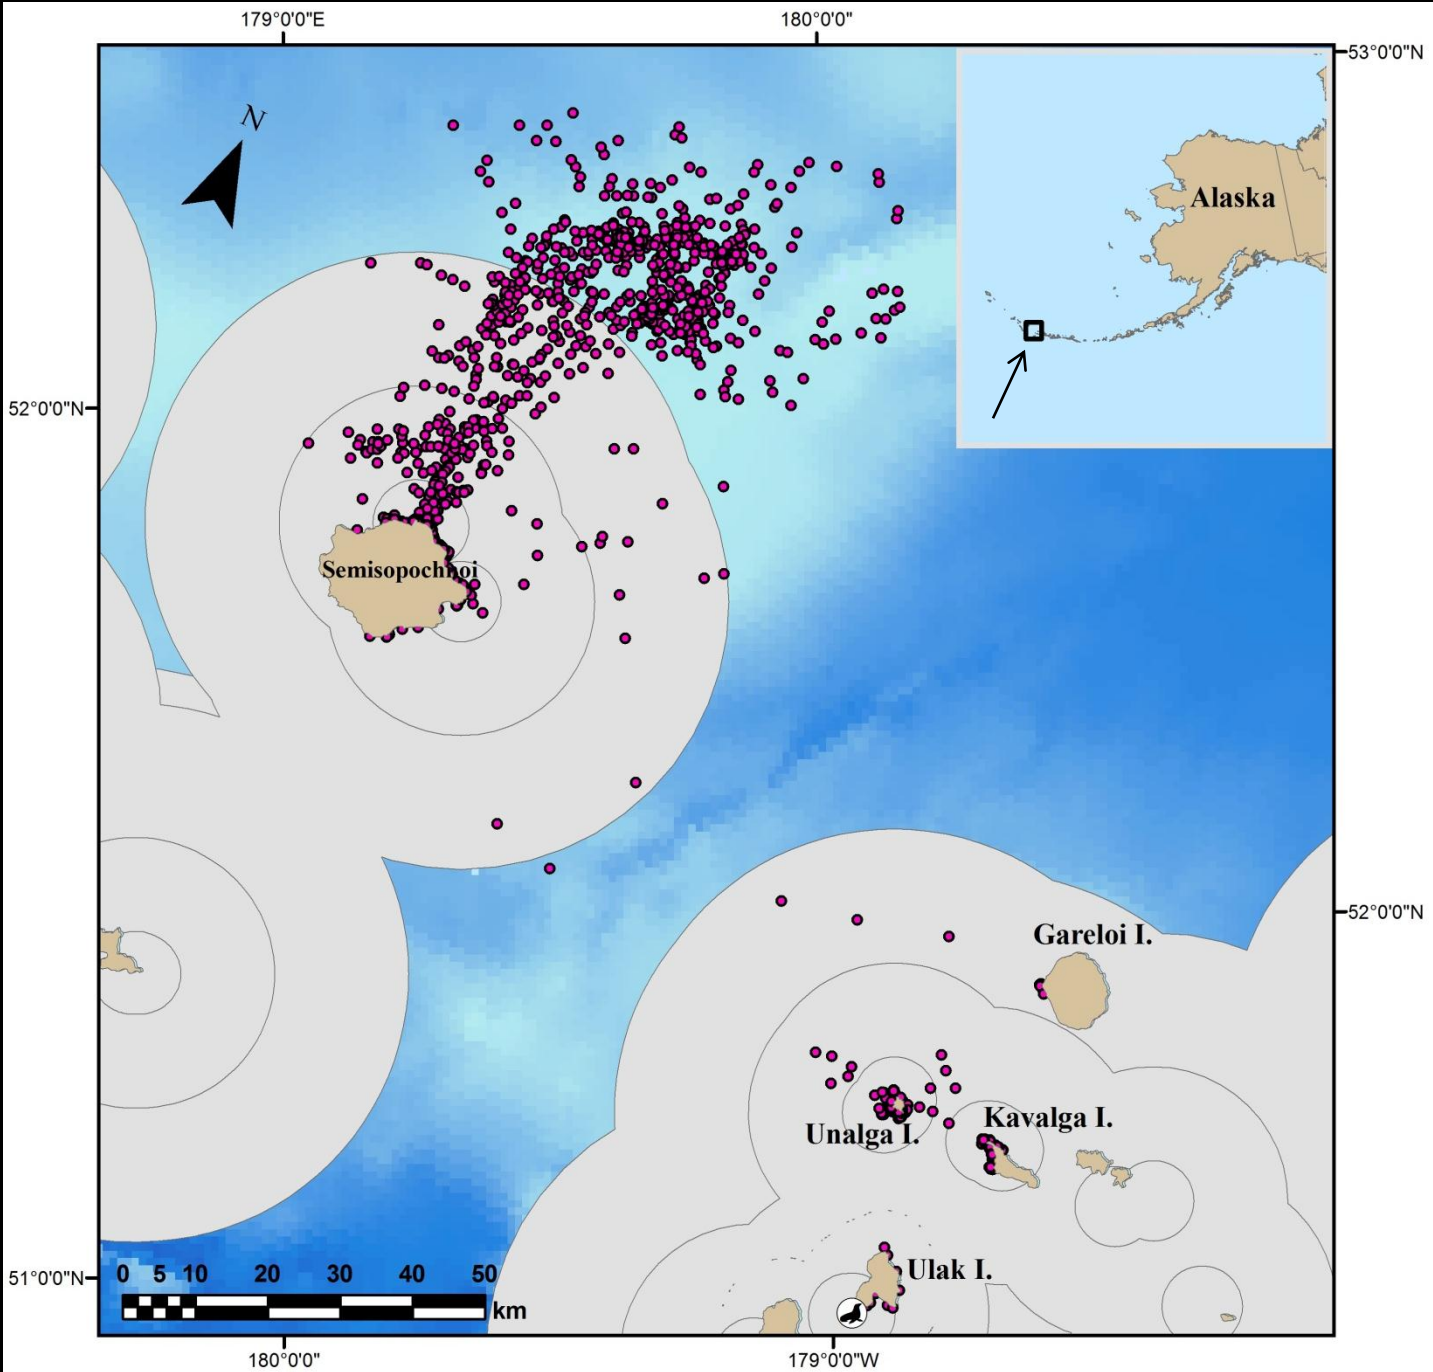 179°0'0"E
180°0'0"
53°0'0"N
N
Alaska
52°0'0"N
Semisopochnoi
52°0'0"N
Gareloi I.
Kavalga I.
Unalga I.
51°0'0"N
0 5 10 20 30 40 50
km
Ulak I.
180°0'0"
179°0'0"W